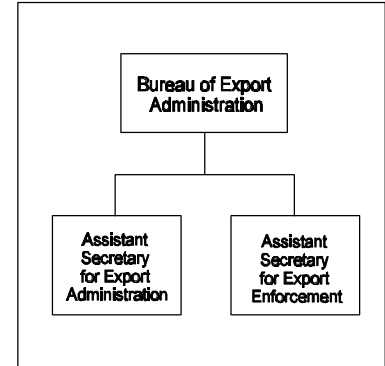 Bureau of Export
Administration
Assistant
Secretary
for Export
Administration
Assistant
Secretary
for Export
Enforcement